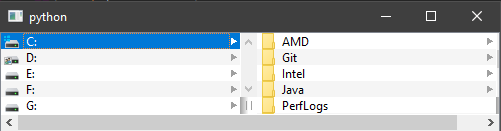 python
C:
D:
E:
F:
G:
AMD
Git
Intel
Java
PerfLogs